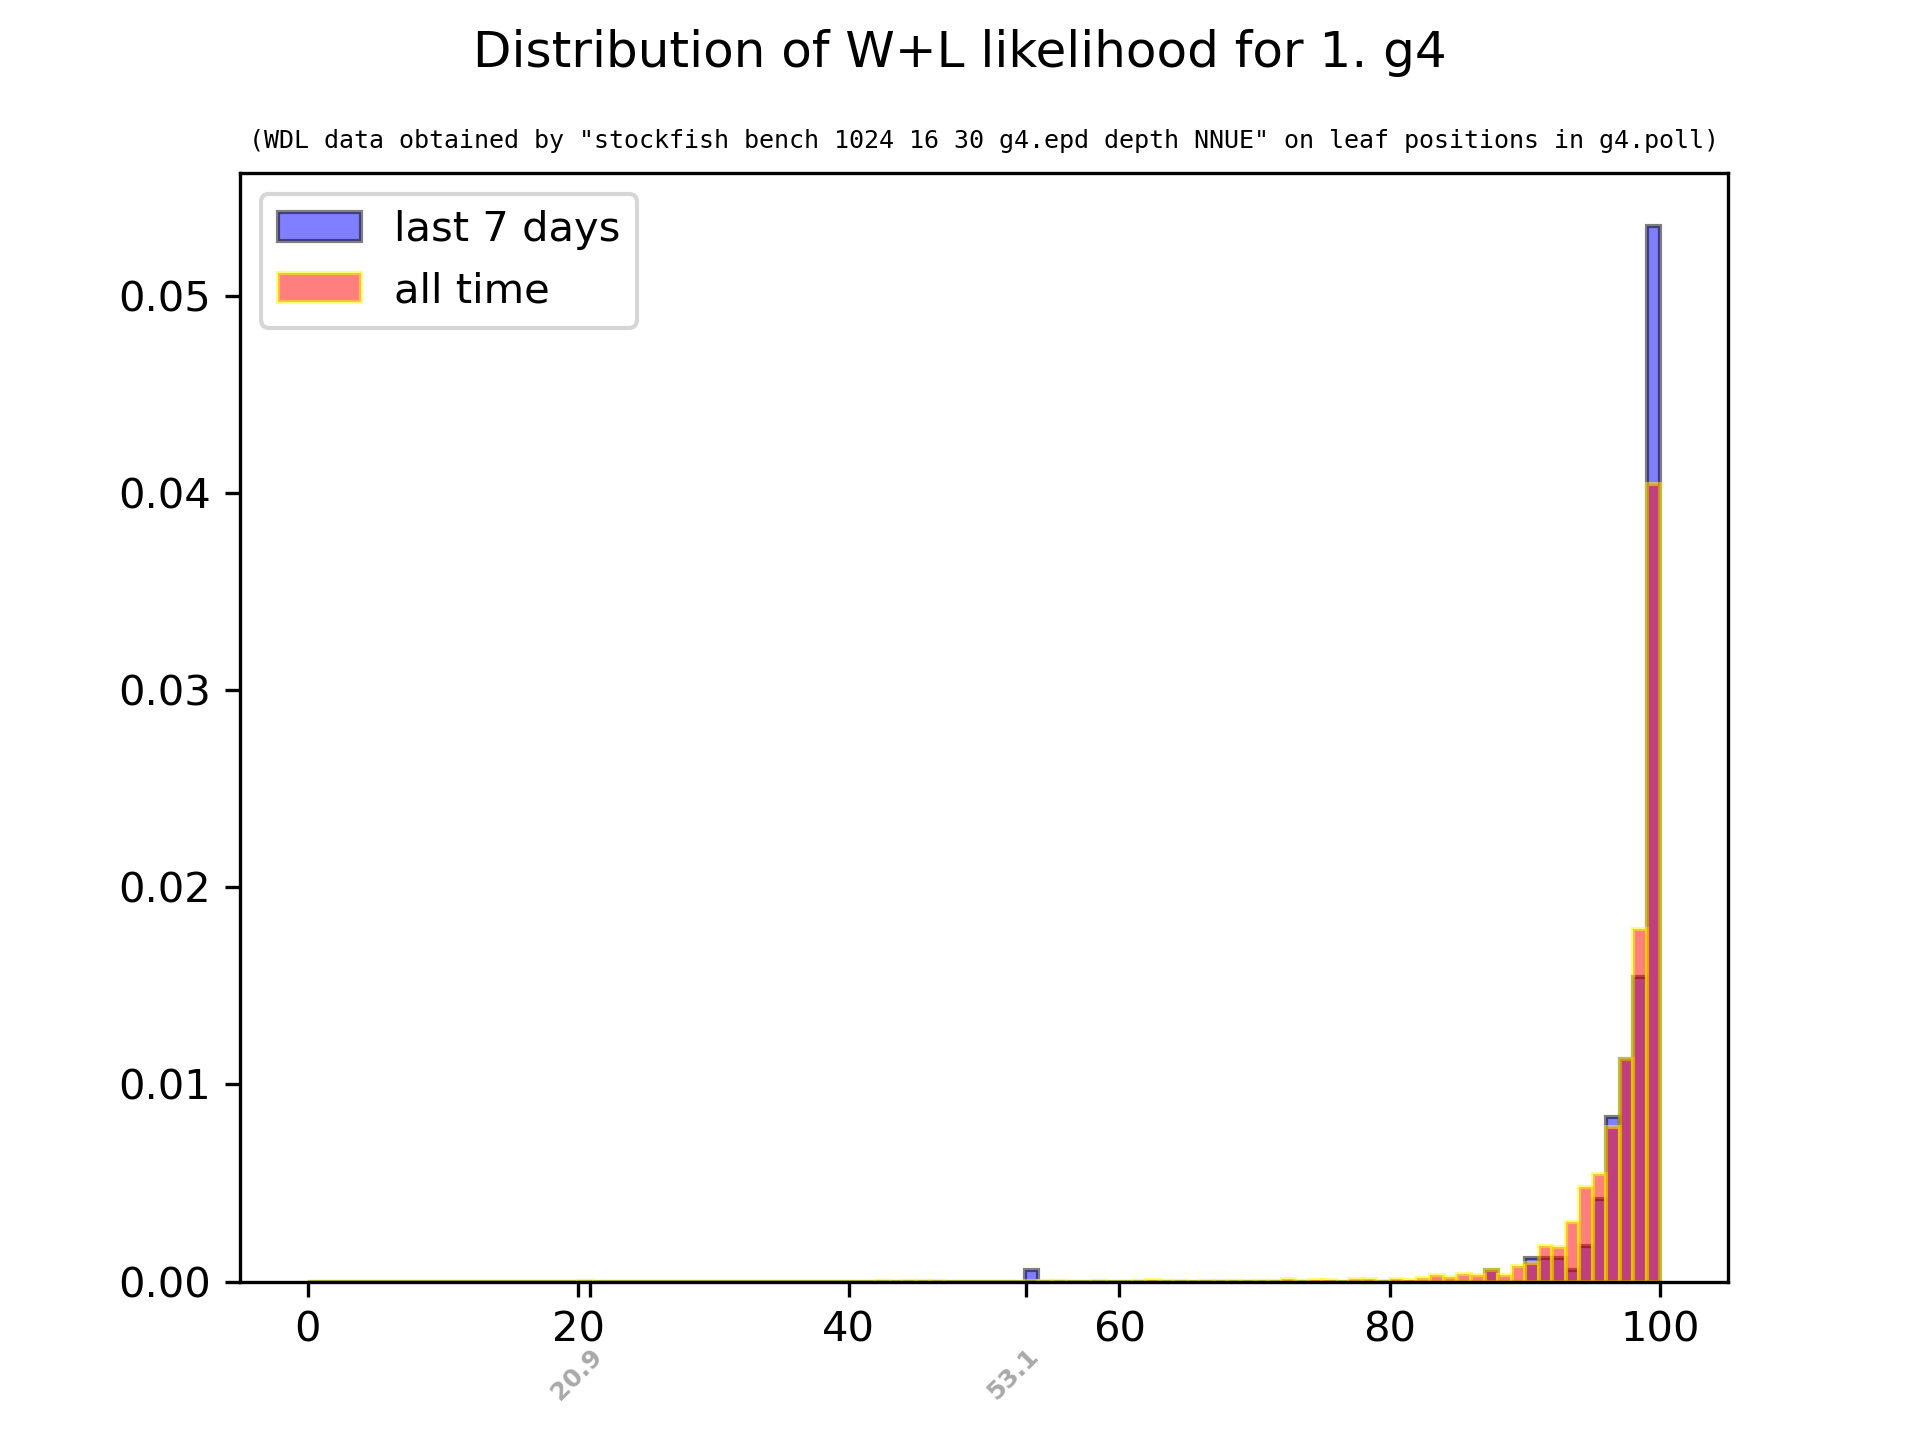 Distribution of W+L likelihood for 1. g4
(WDL data obtained by "stockfish bench 1024 16 30 g4.epd depth NNUE" on leaf positions in g4.poll)
last 7 days
all time
0.05
0.04
0.03
0.02
0.01
0.00
0 20 40 60 80 100
20.9 53.1